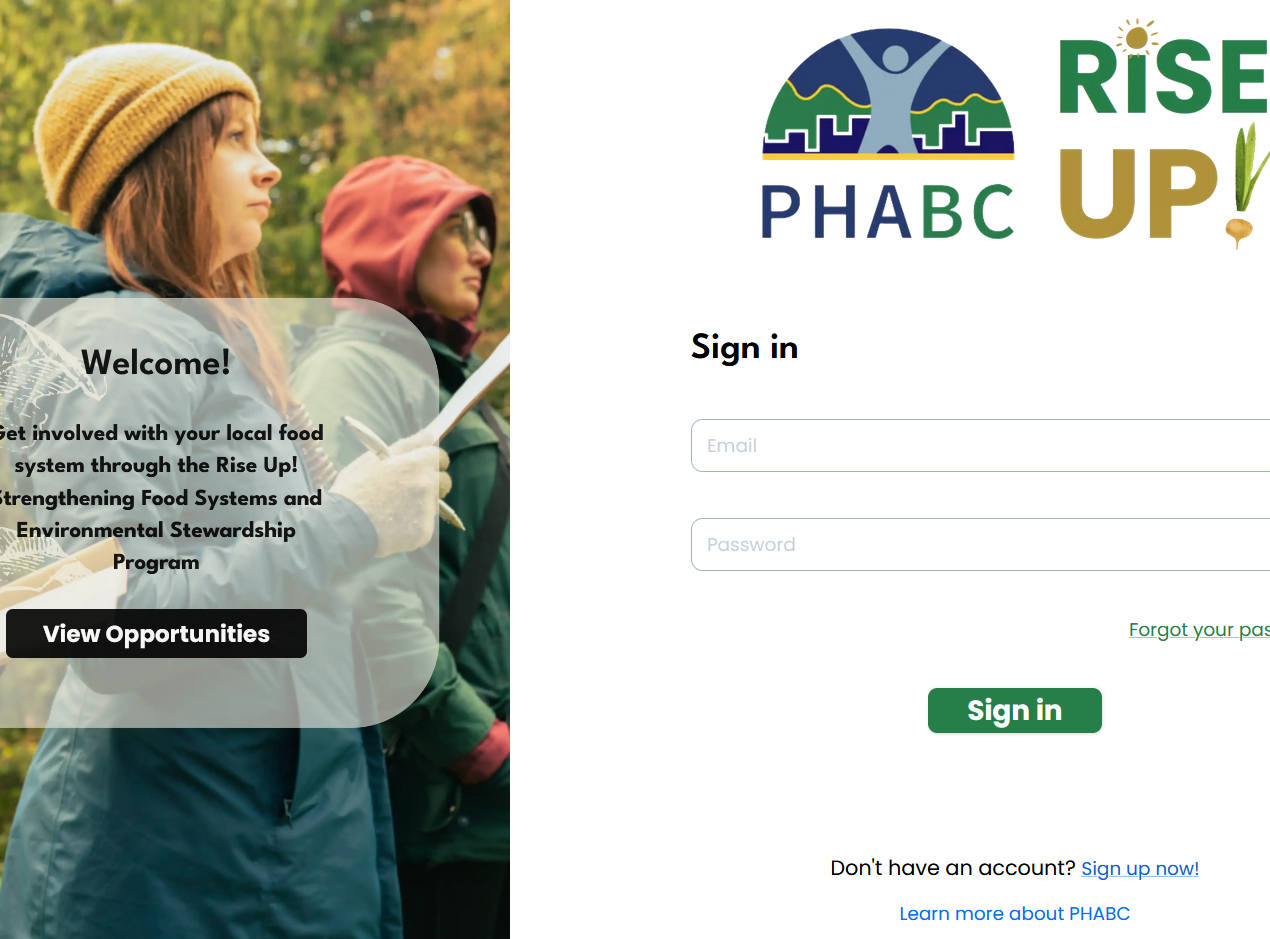 Welcome!
Get involved with your local food
system through the Rise Up!
Strengthening Food Systems and
Environmental Stewardship
Program
View Opportunities
PHABC
RISE
UP!
Sign in
Email
Password
Forgot your pas
Sign in
Don't have an account? Sign up now!
Learn more about PHABC